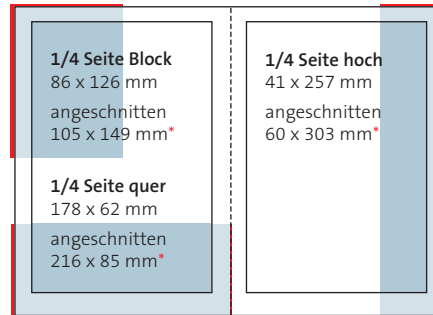 1/4 Seite Block
86 x 126 mm
angeschnitten
105 x 149 mm*
1/4 Seite quer
178 x 62 mm
angeschnitten
216 x 85 mm*
1/4 Seite hoch
41 x 257 mm
angeschnitten
60 x 303 mm*